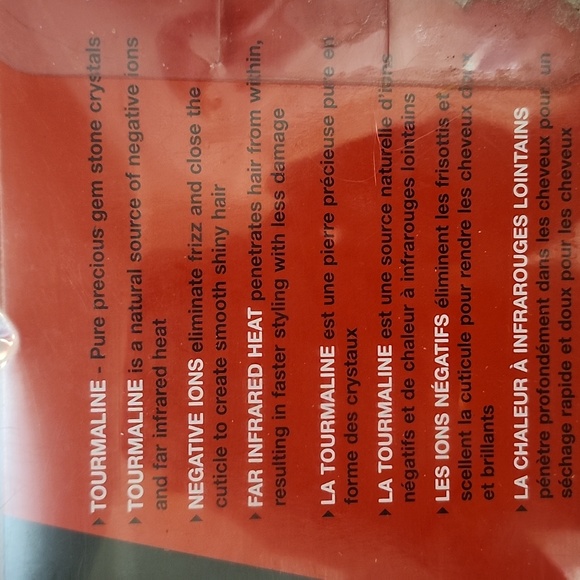 ▸ TOURMALINE - Pure precious gem stone crystals
▸ TOURMALINE is a natural source of negative ions
and far infrared heat
▸ NEGATIVE IONS eliminate frizz and close the
cuticle to create smooth shiny hair
▸ FAR INFRARED HEAT penetrates hair from within,
resulting in faster styling with less damage
▸ LA TOURMALINE est une pierre précieuse pure en
forme des crystaux
▸ LA TOURMALINE est une source naturelle d'ions
négatifs et de chaleur à infrarouges lointains
▸ LES IONS NÉGATIFS éliminent les frisottis et
scellent la cuticule pour rendre les cheveux doux
et brillants
▸ LA CHALEUR À INFRAROUGES LOINTAINS
pénètre profondément dans les cheveux pour un
séchage rapide et doux pour les cheveux